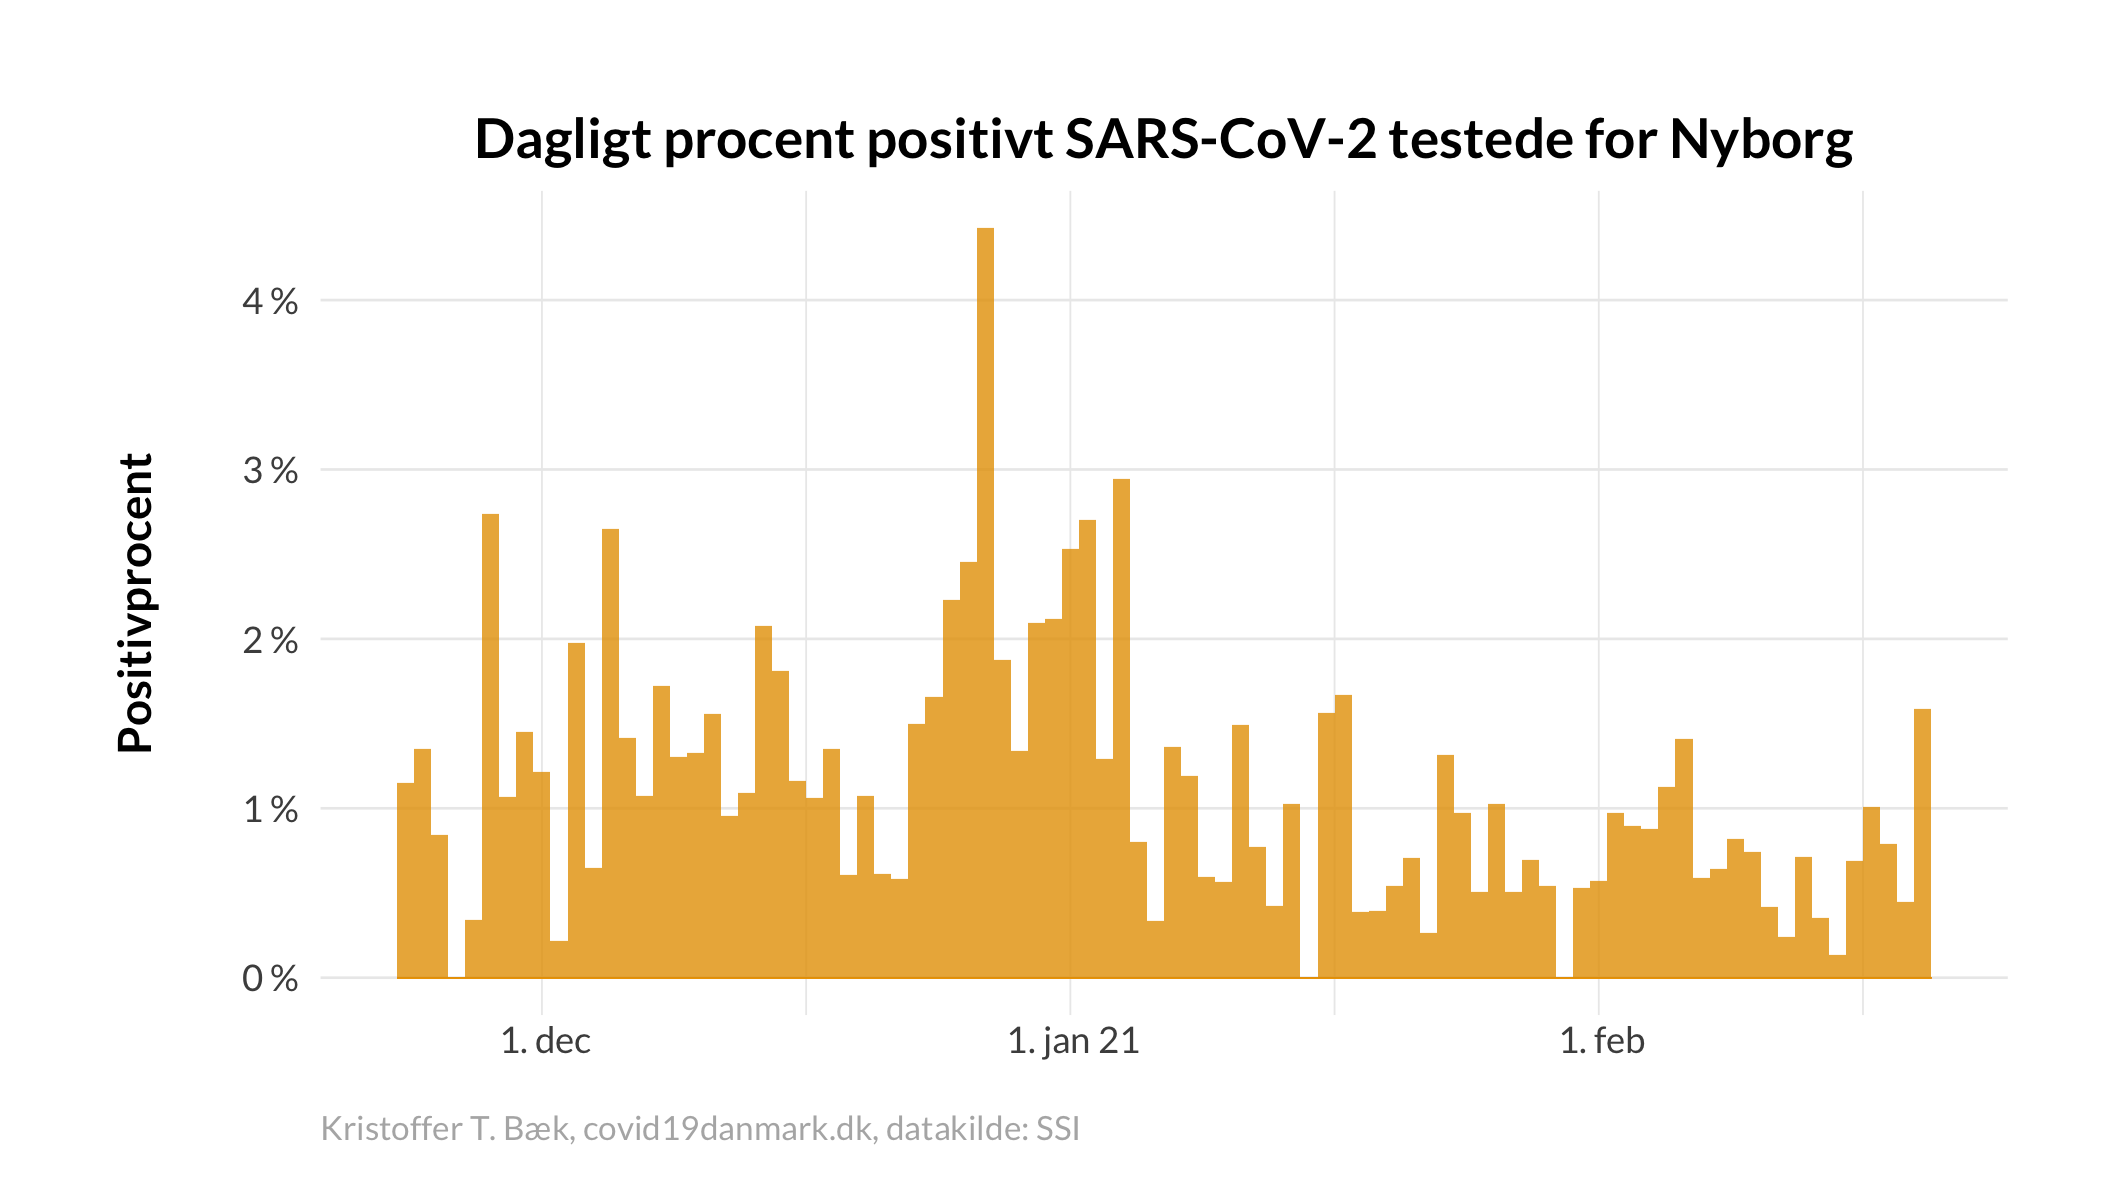 Dagligt procent positivt SARS-CoV-2 testede for Nyborg
Positivprocent
4 %
3 %
2 %
1 %
0 %
1. dec
1. jan 21
1. feb
Kristoffer T. Bæk, covid19danmark.dk, datakilde: SSI